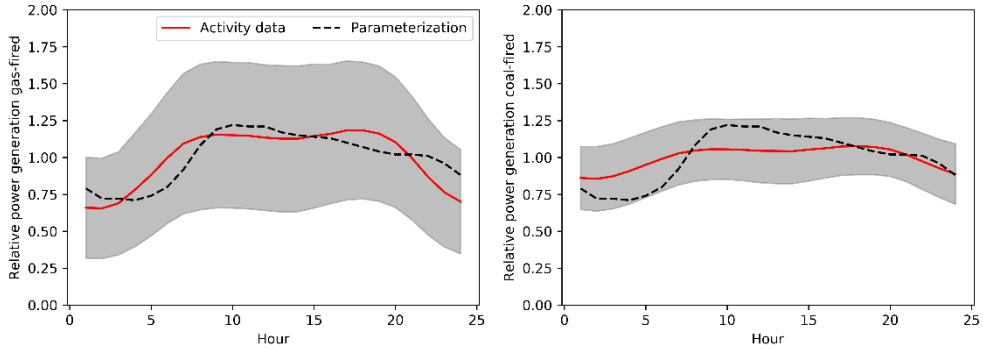 Relative power generation gas-fired
2.00
1.75
1.50
1.25
1.00
0.75
0.50
0.25
0.00
Activity data
Parameterization
0 5 10 15 20 25
Hour
Relative power generation coal-fired
2.00
1.75
1.50
1.25
1.00
0.75
0.50
0.25
0.00
0 5 10 15 20 25
Hour